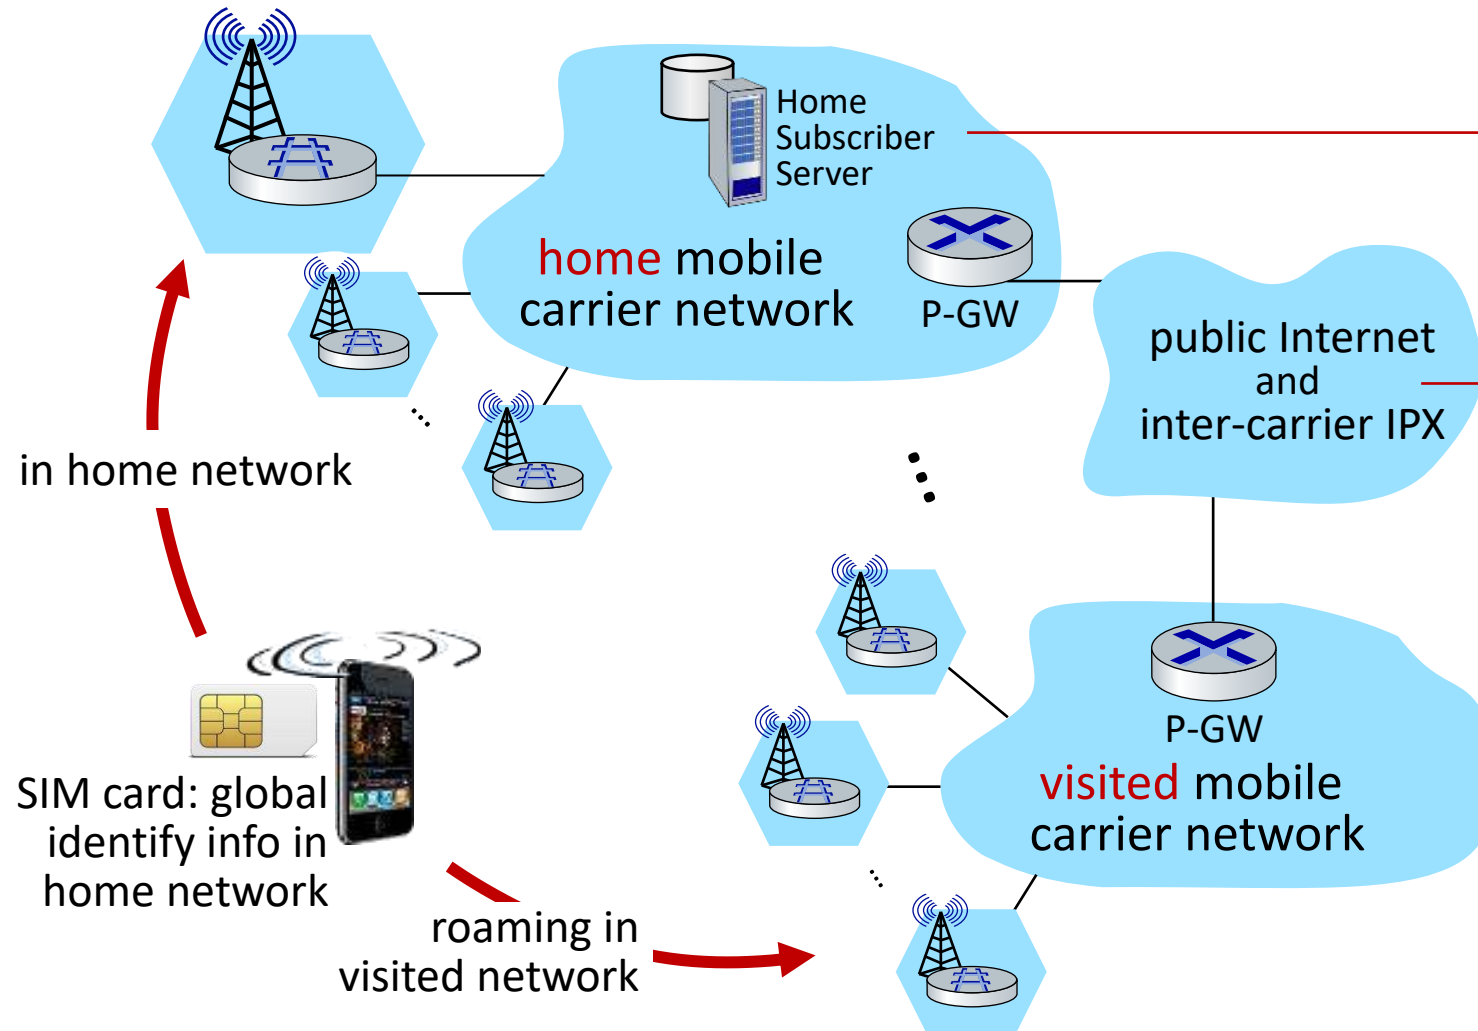 Home
Subscriber
Server
home mobile
carrier network
P-GW
public Internet
and
inter-carrier IPX
in home network
SIM card: global
identify info in
home network
roaming in
visited network
P-GW
visited mobile
carrier network